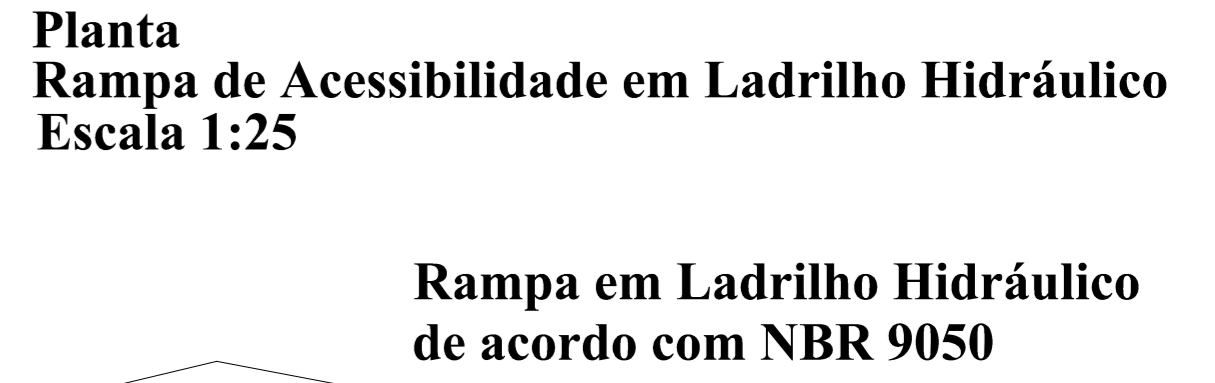 Planta
Rampa de Acessibilidade em Ladrilho Hidráulico
Escala 1:25
Rampa em Ladrilho Hidráulico
de acordo com NBR 9050